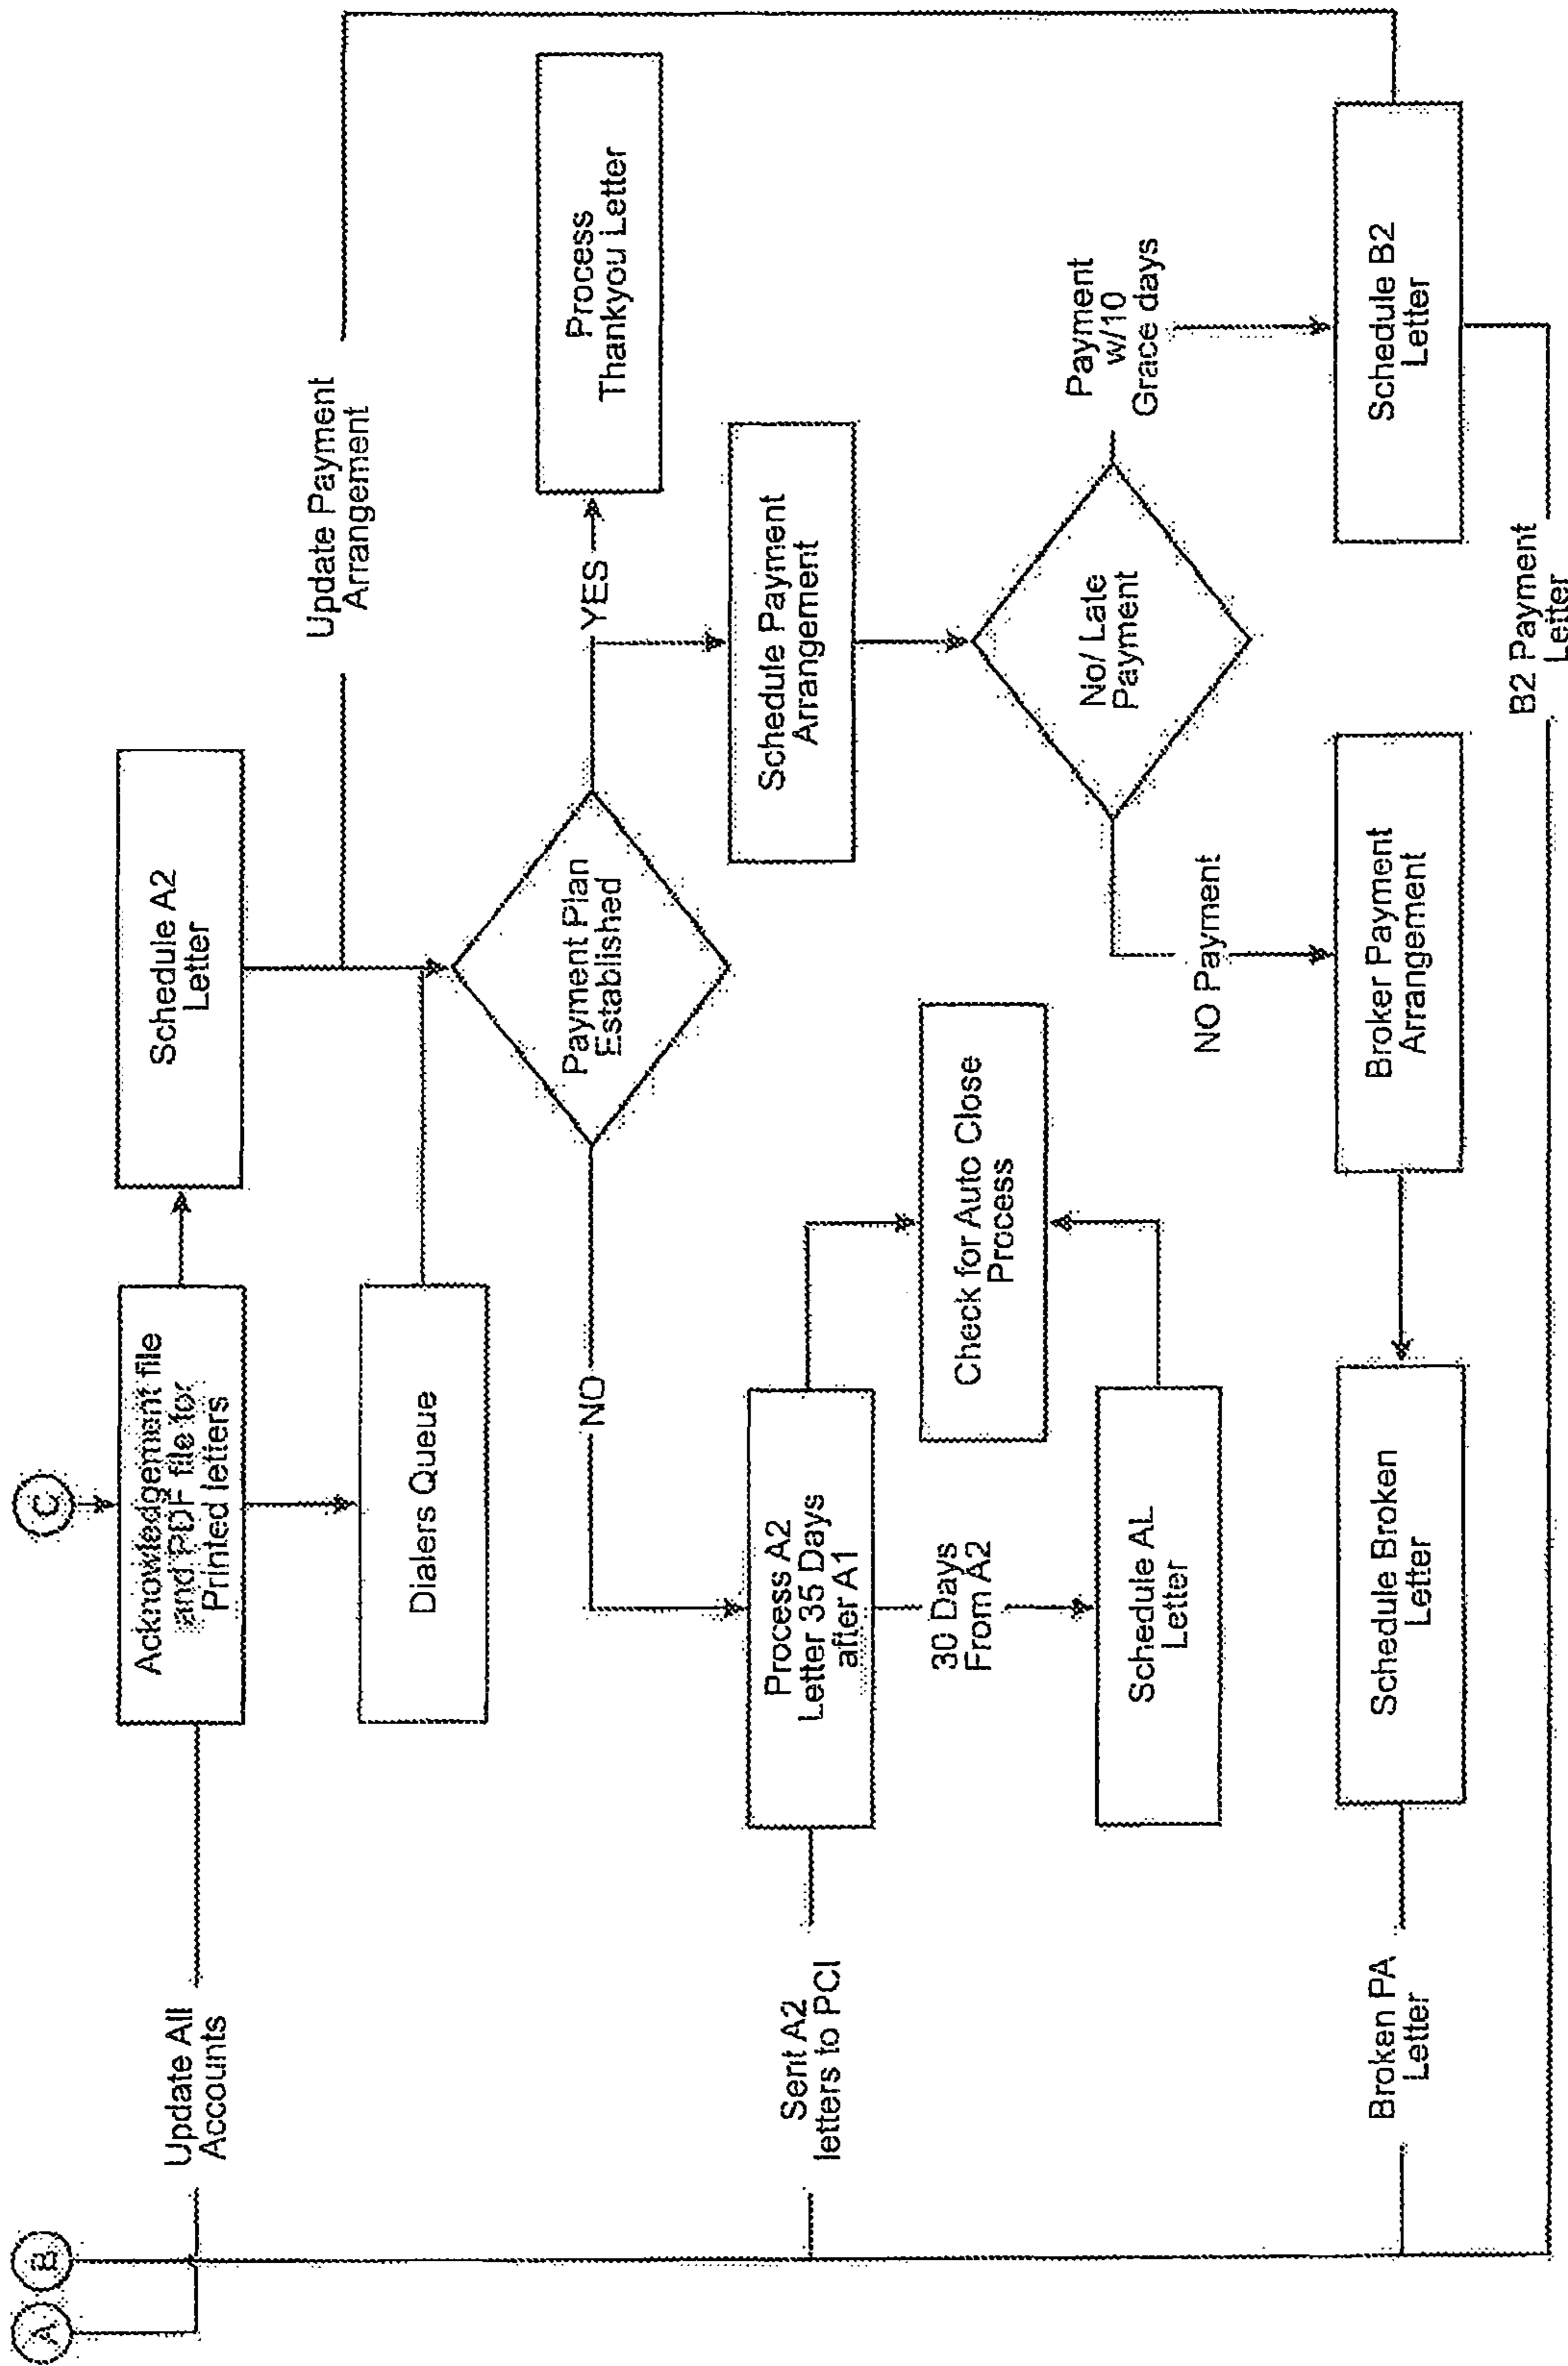 A
B
C
Update All
Accounts
Acknowledgement file
and PDF file for
Printed letters
Schedule A2
Letter
Update Payment
Arrangement
Dialers Queue
NO
Payment Plan
Established
YES
Process
Thankyou Letter
Sent A2
letters to PCI
Process A2
Letter 35 Days
after A1
Schedule Payment
Arrangement
30 Days
From A2
Check for Auto Close
Process
Schedule AL
Letter
No/ Late
Payment
Payment
w/10
Grace days
NO Payment
Broken PA
Letter
Schedule Broken
Letter
Broker Payment
Arrangement
Schedule B2
Letter
B2 Payment
Letter